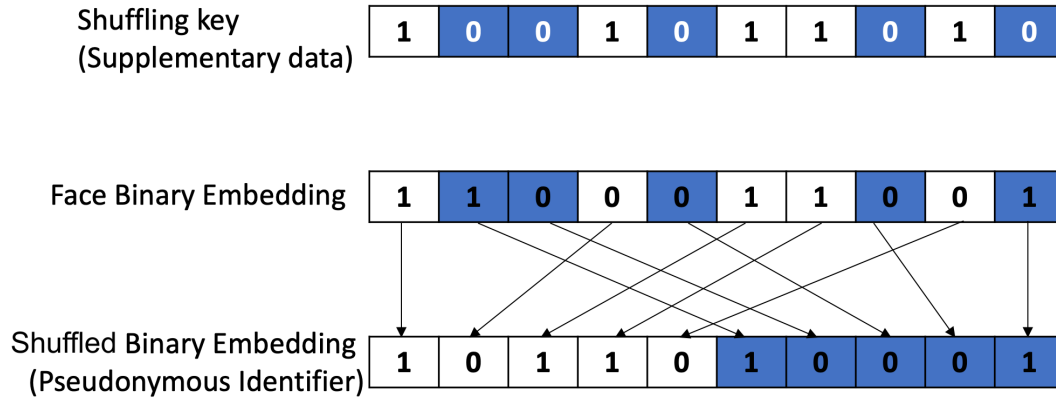 Shuffling key
(Supplementary data)
1 0 0 1 0 1 1 0 1 0
Face Binary Embedding
1 1 0 0 0 1 1 0 0 1
Shuffled Binary Embedding
(Pseudonymous Identifier)
1 0 1 1 0 1 0 0 0 1